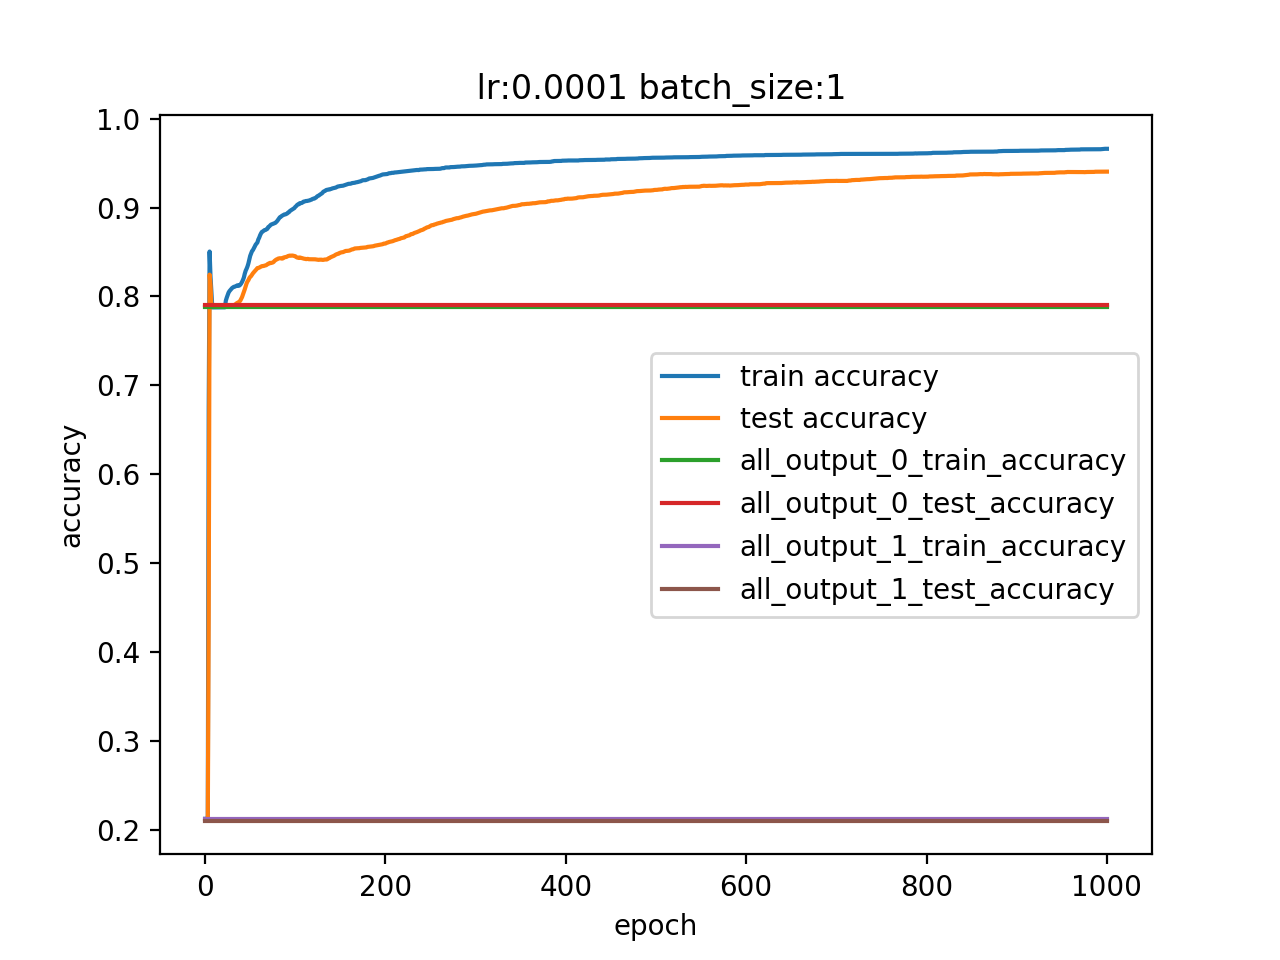 lr:0.0001 batch_size:1
1.0
0.9
0.8
0.7
0.6
0.5
0.4
0.3
0.2
accuracy
train accuracy
test accuracy
all_output_0_train_accuracy
all_output_0_test_accuracy
all_output_1_train_accuracy
all_output_1_test_accuracy
0 200 400 600 800 1000
epoch